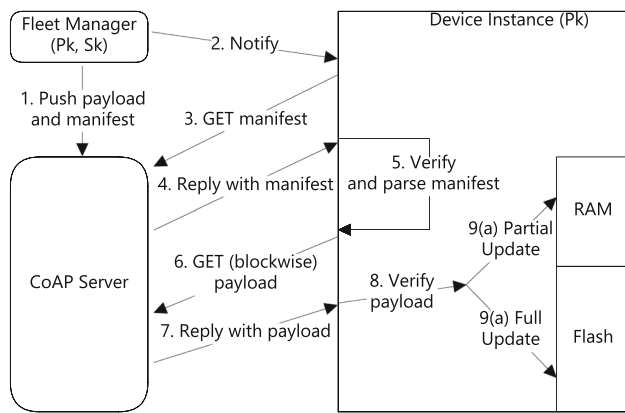 Fleet Manager
(Pk, Sk)
Device Instance (Pk)
2. Notify
1. Push payload
and manifest
3. GET manifest
4. Reply with manifest
5. Verify
and parse manifest
RAM
9(a) Partial
Update
6. GET (blockwise)
payload
CoAP Server
8. Verify
payload
7. Reply with payload
9(a) Full
Update
Flash